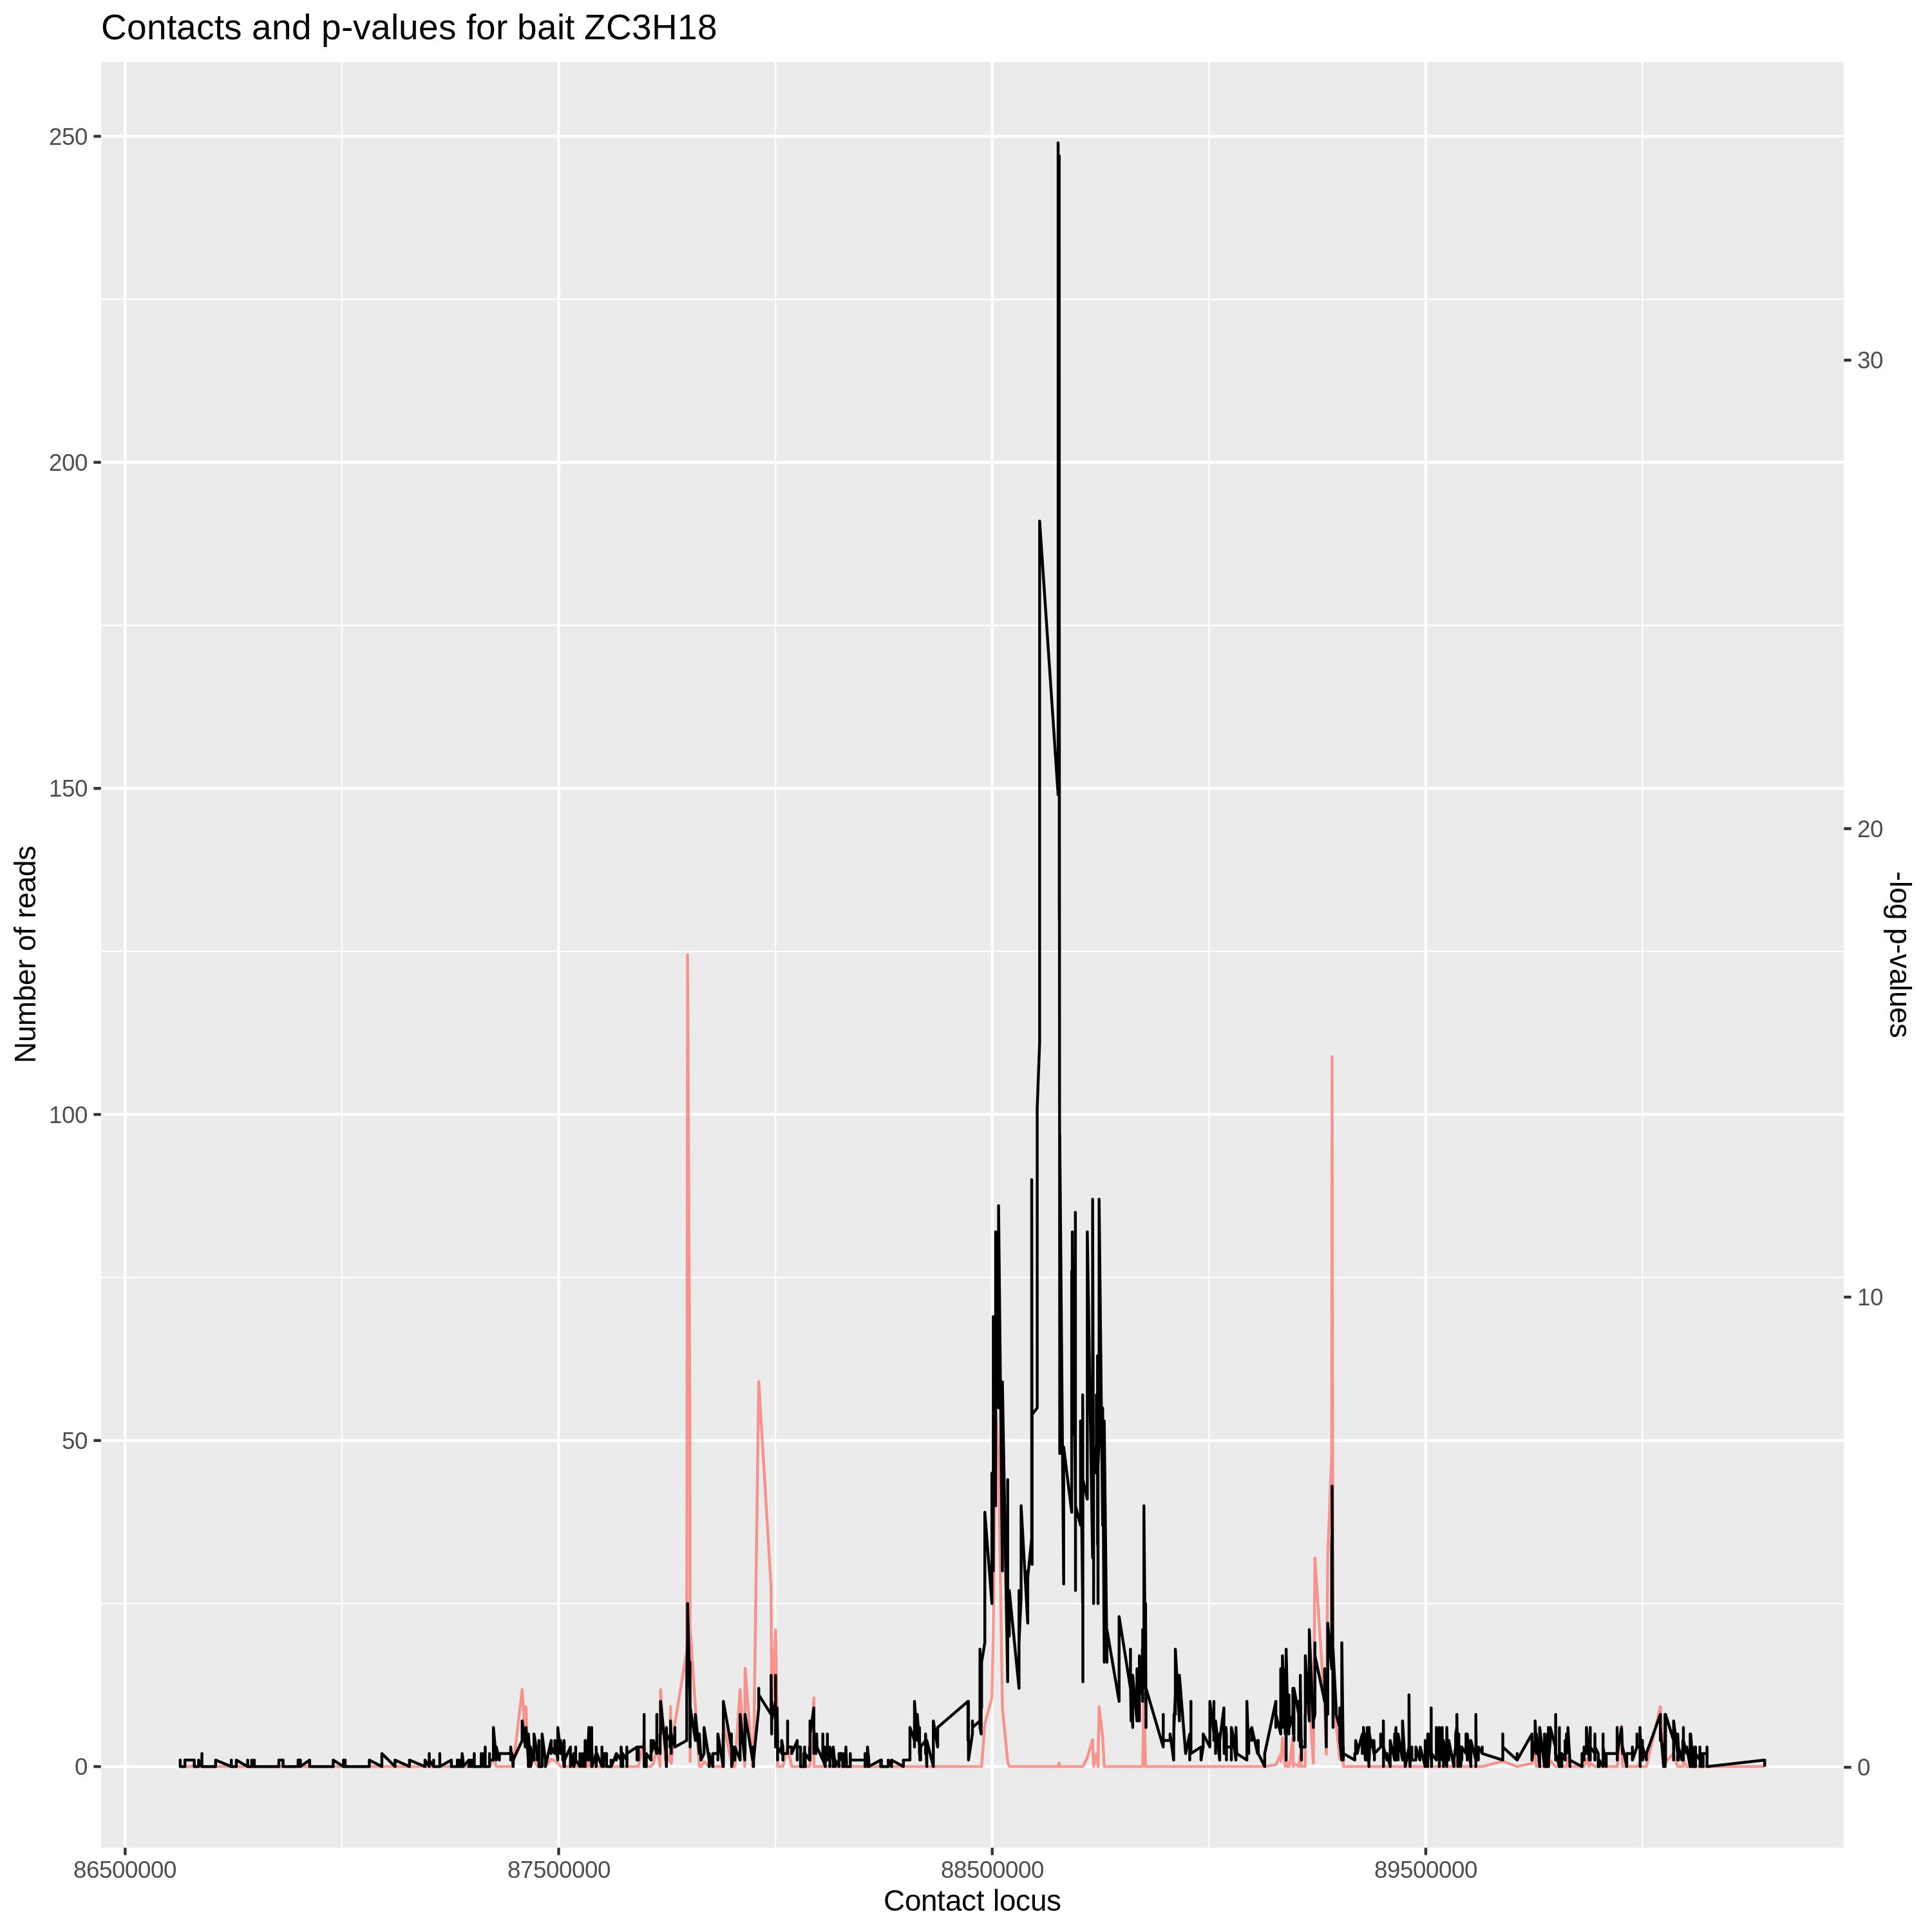 Contacts and p-values for bait ZC3H18
250
200
150
100
50
0
Number of reads
30
20
10
0
-log p-values
86500000 87500000 88500000 89500000
Contact locus